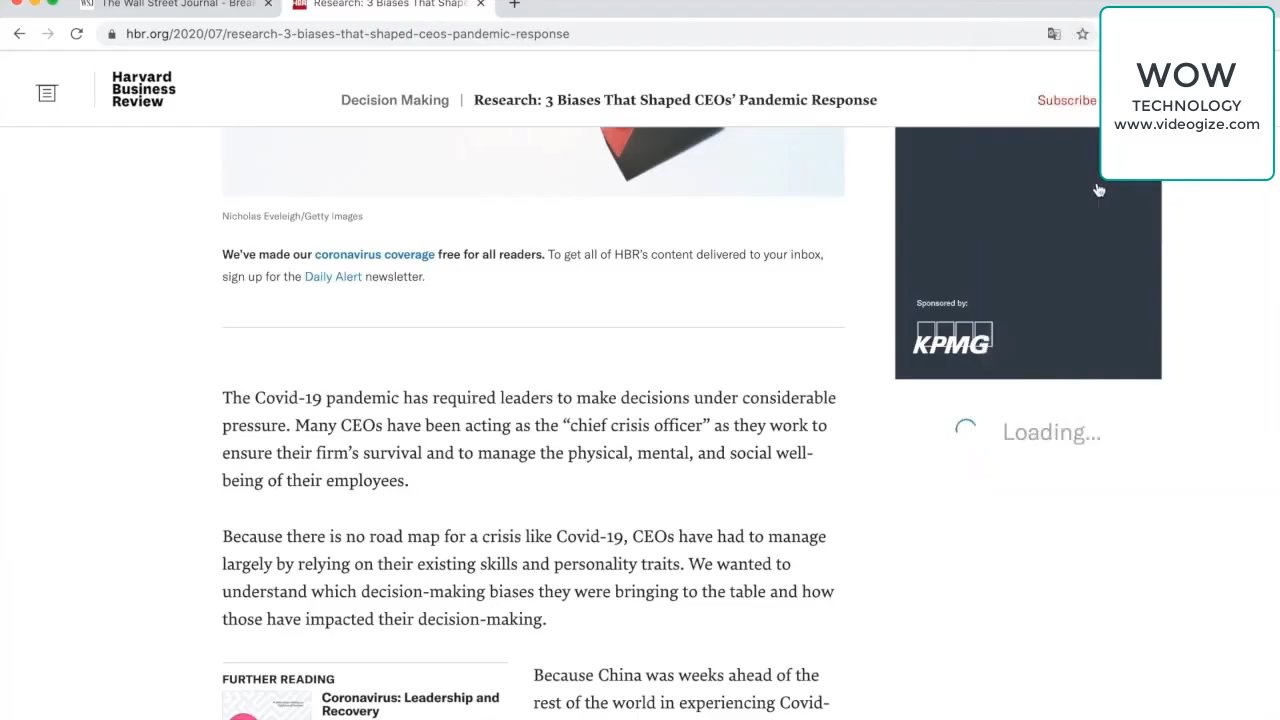 The Wall Street Journal - Break
Research: 3 Biases That Shape
hbr.org/2020/07/research-3-biases-that-shaped-ceos-pandemic-response
WOW
TECHNOLOGY
www.videogize.com
Harvard
Business
Review
Decision Making | Research: 3 Biases That Shaped CEOs’ Pandemic Response
Subscribe
Nicholas Eveleigh/Getty images
We’ve made our coronavirus coverage free for all readers. To get all of HBR’s content delivered to your inbox,
sign up for the Daily Alert newsletter.
Sponsored by:
KPMG
Loading...
The Covid-19 pandemic has required leaders to make decisions under considerable
pressure. Many CEOs have been acting as the “chief crisis officer” as they work to
ensure their firm’s survival and to manage the physical, mental, and social well-
being of their employees.
Because there is no road map for a crisis like Covid-19, CEOs have had to manage
largely by relying on their existing skills and personality traits. We wanted to
understand which decision-making biases they were bringing to the table and how
those have impacted their decision-making.
FURTHER READING
Coronavirus: Leadership and
Recovery
Because China was weeks ahead of the
rest of the world in experiencing Covid-